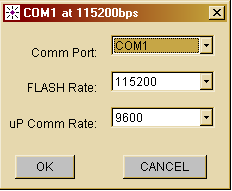 COM1 at 115200bps
Comm Port: COM1
FLASH Rate: 115200
uP Comm Rate: 9600
OK CANCEL